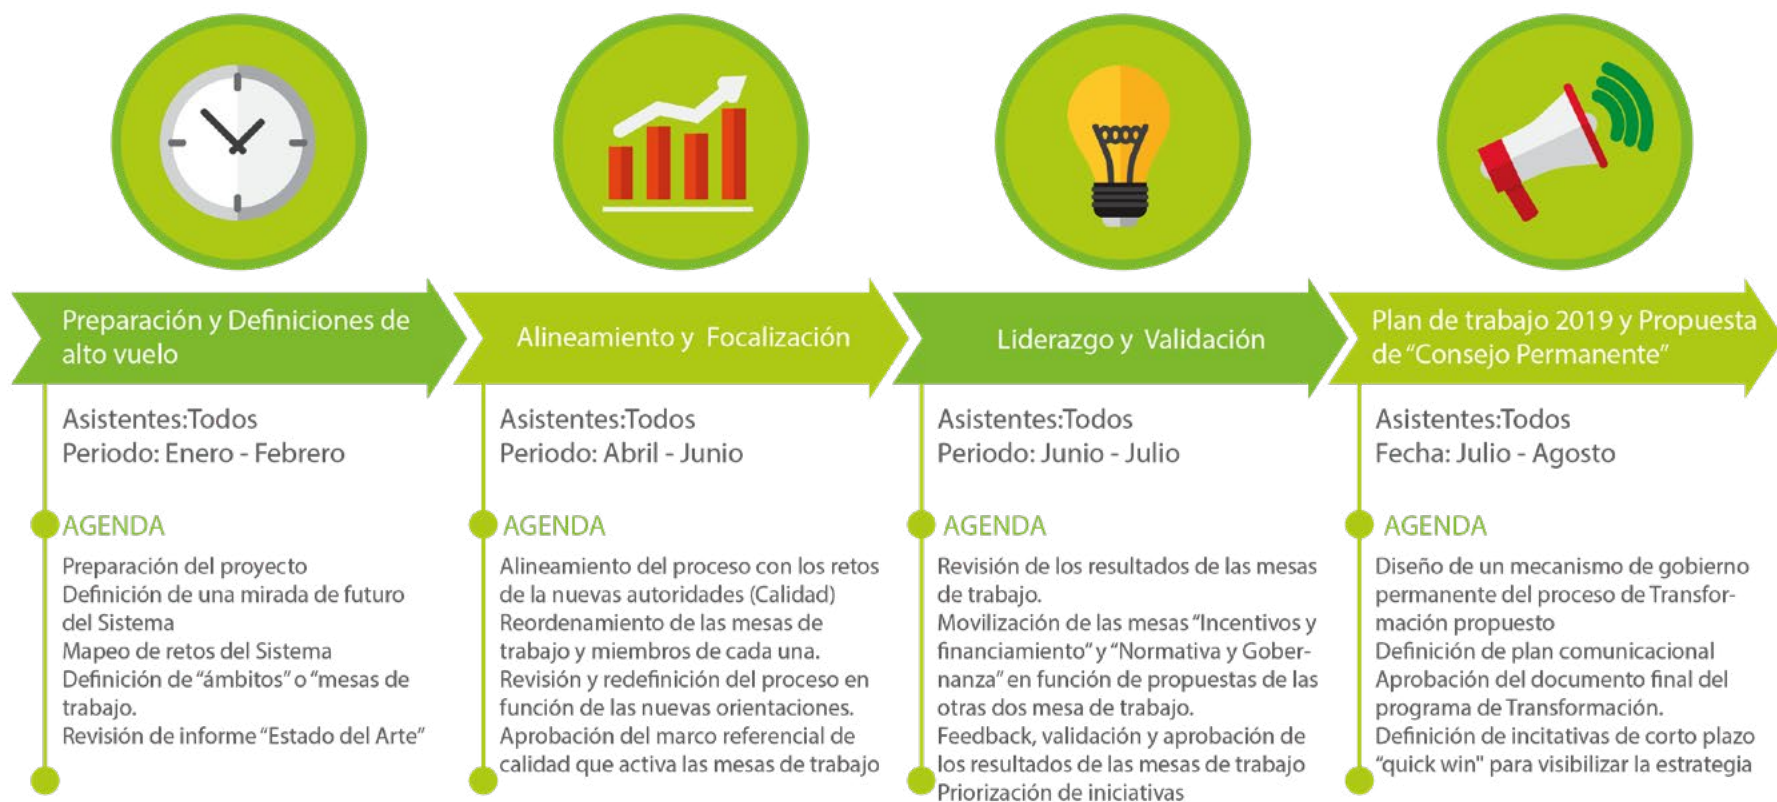 Preparación y Definiciones de
alto vuelo
Asistentes:Todos
Periodo: Enero - Febrero
AGENDA
Preparación del proyecto
Definición de una mirada de futuro
del Sistema
Mapeo de retos del Sistema
Definición de “ámbitos” o “mesas de
trabajo.
Revisión de informe “Estado del Arte”
Alineamiento y Focalización
Asistentes:Todos
Periodo: Abril - Junio
AGENDA
Alineamiento del proceso con los retos
de la nuevas autoridades (Calidad)
Reordenamiento de las mesas de
trabajo y miembros de cada una.
Revisión y redefinición del proceso en
función de las nuevas orientaciones.
Aprobación del marco referencial de
calidad que activa las mesas de trabajo
Liderazgo y Validación
Asistentes:Todos
Periodo: Junio - Julio
AGENDA
Revisión de los resultados de las mesas
de trabajo.
Movilización de las mesas “Incentivos y
financiamiento” y “Normativa y Gober-
nanza” en función de propuestas de las
otras dos mesa de trabajo.
Feedback, validación y aprobación de
los resultados de las mesas de trabajo
Priorización de iniciativas
Plan de trabajo 2019 y Propuesta
de “Consejo Permanente”
Asistentes:Todos
Fecha: Julio - Agosto
AGENDA
Diseño de un mecanismo de gobierno
permanente del proceso de Transfor-
mación propuesto
Definición de plan comunicacional
Aprobación del documento final del
programa de Transformación.
Definición de incitativas de corto plazo
“quick win" para visibilizar la estrategia